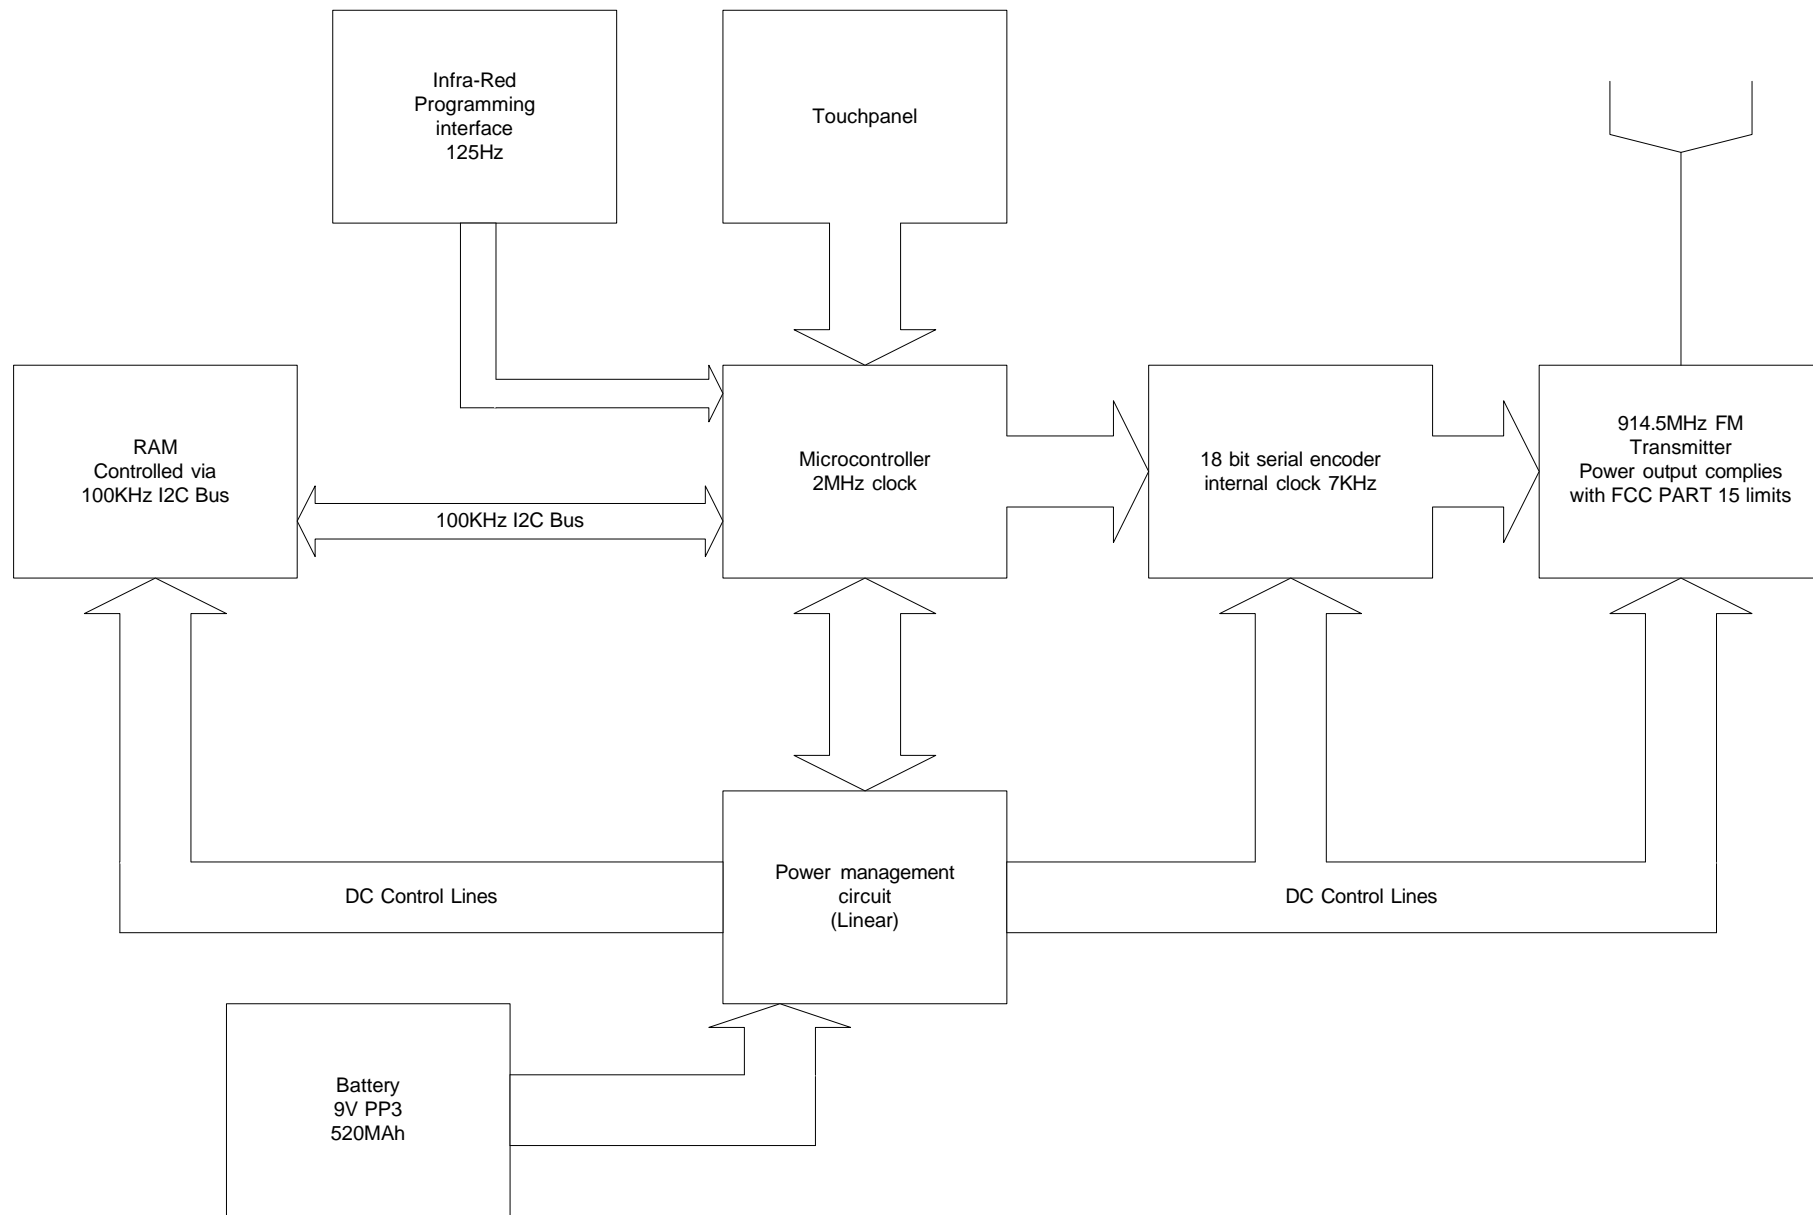 Infra-Red
Programming
interface
125Hz
Touchpanel
RAM
Controlled via
100KHz I2C Bus
100KHz I2C Bus
Microcontroller
2MHz clock
18 bit serial encoder
internal clock 7KHz
914.5MHz FM
Transmitter
Power output complies
with FCC PART 15 limits
DC Control Lines
Power management
circuit
(Linear)
DC Control Lines
Battery
9V PP3
520MAh